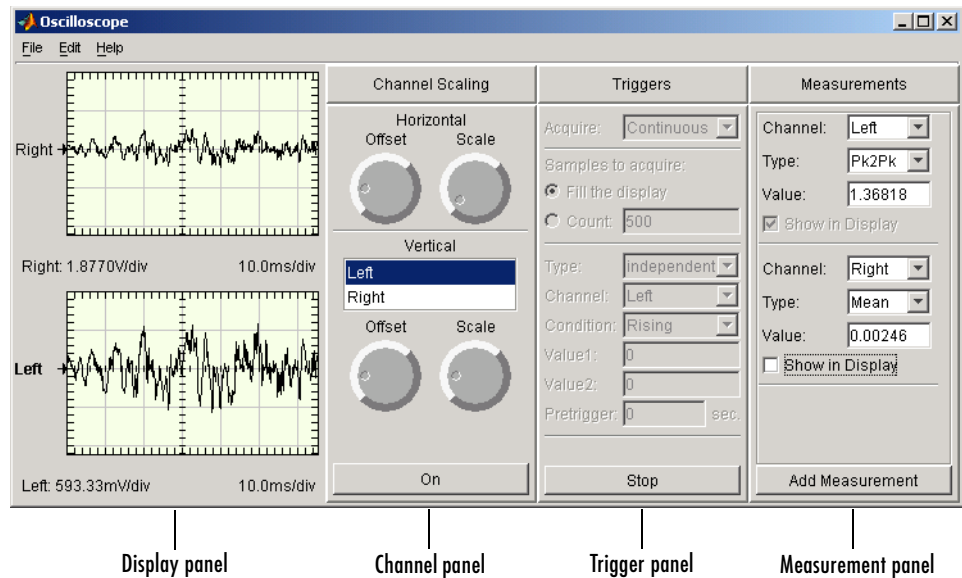 Oscilloscope
File Edit Help
Right
Right: 1.8770V/div 10.0ms/div
Left
Left: 593.33mV/div 10.0ms/div
Channel Scaling
Horizontal
Offset Scale
Vertical
Left
Right
Offset Scale
On
Triggers
Acquire: Continuous
Samples to acquire:
Fill the display
Count: 500
Type: independent
Channel: Left
Condition: Rising
Value1: 0
Value2: 0
Pretrigger: 0 sec.
Stop
Measurements
Channel: Left
Type: Pk2Pk
Value: 1.36818
Show in Display
Channel: Right
Type: Mean
Value: 0.00246
Show in Display
Add Measurement
Display panel Channel panel Trigger panel Measurement panel